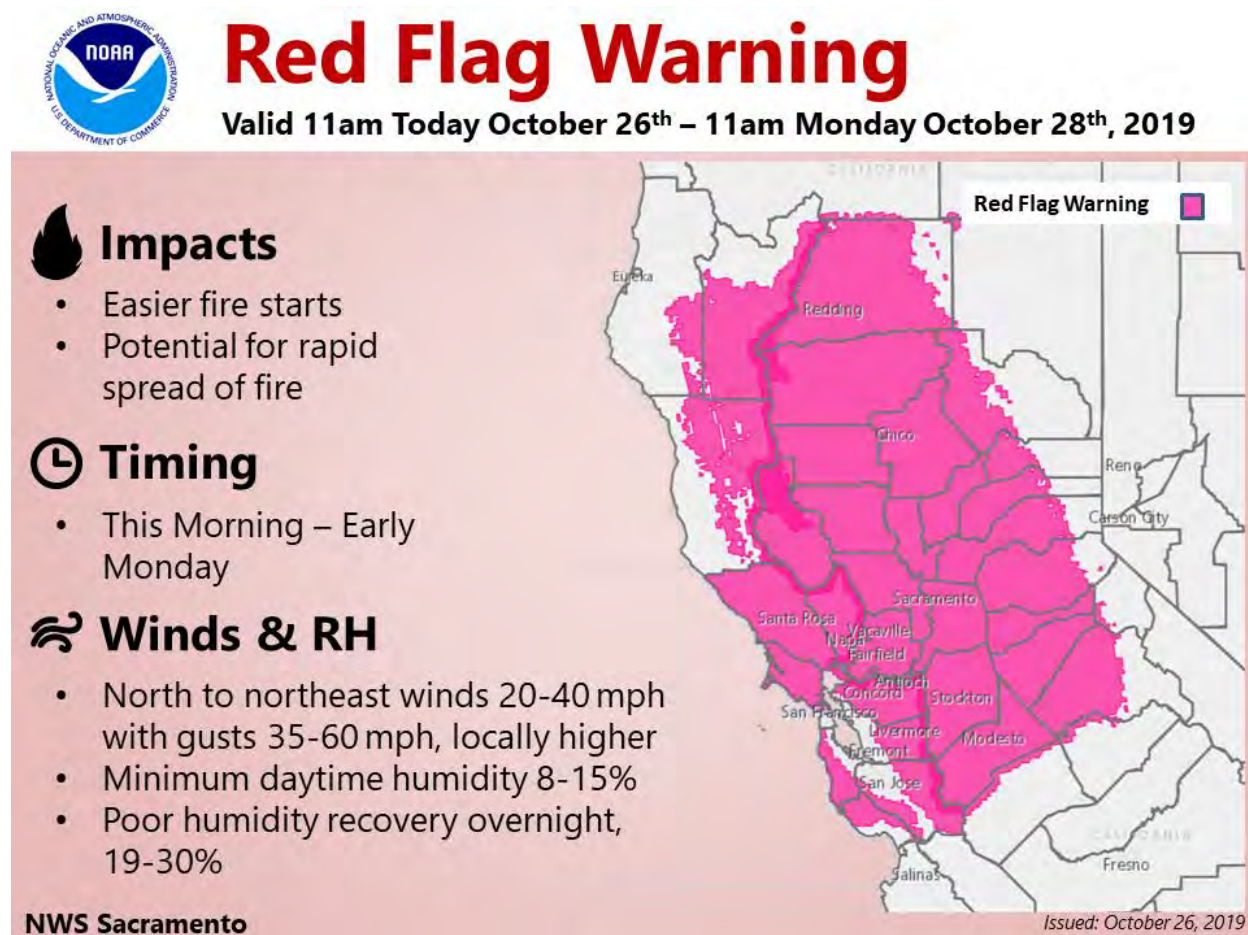 NATIONAL OCEANIC AND ATMOSPHERIC ADMINISTRATION
U.S. DEPARTMENT OF COMMERCE
NOAA
Red Flag Warning
Valid 11am Today October 26th – 11am Monday October 28th, 2019
Impacts
• Easier fire starts
• Potential for rapid
spread of fire
Timing
• This Morning – Early
Monday
Winds & RH
• North to northeast winds 20-40 mph
with gusts 35-60 mph, locally higher
• Minimum daytime humidity 8-15%
• Poor humidity recovery overnight,
19-30%
NWS Sacramento
CALIFORNIA
Red Flag Warning
Eureka
Redding
Chico
Reno
Carson City
Sacramento
Santa Rosa
Vacaville
Napa
Fairfield
Antioch
Concord
Stockton
San Francisco
Livermore
Modesto
Fremont
San Jose
CALIFORNIA
Fresno
Salinas
Issued: October 26, 2019